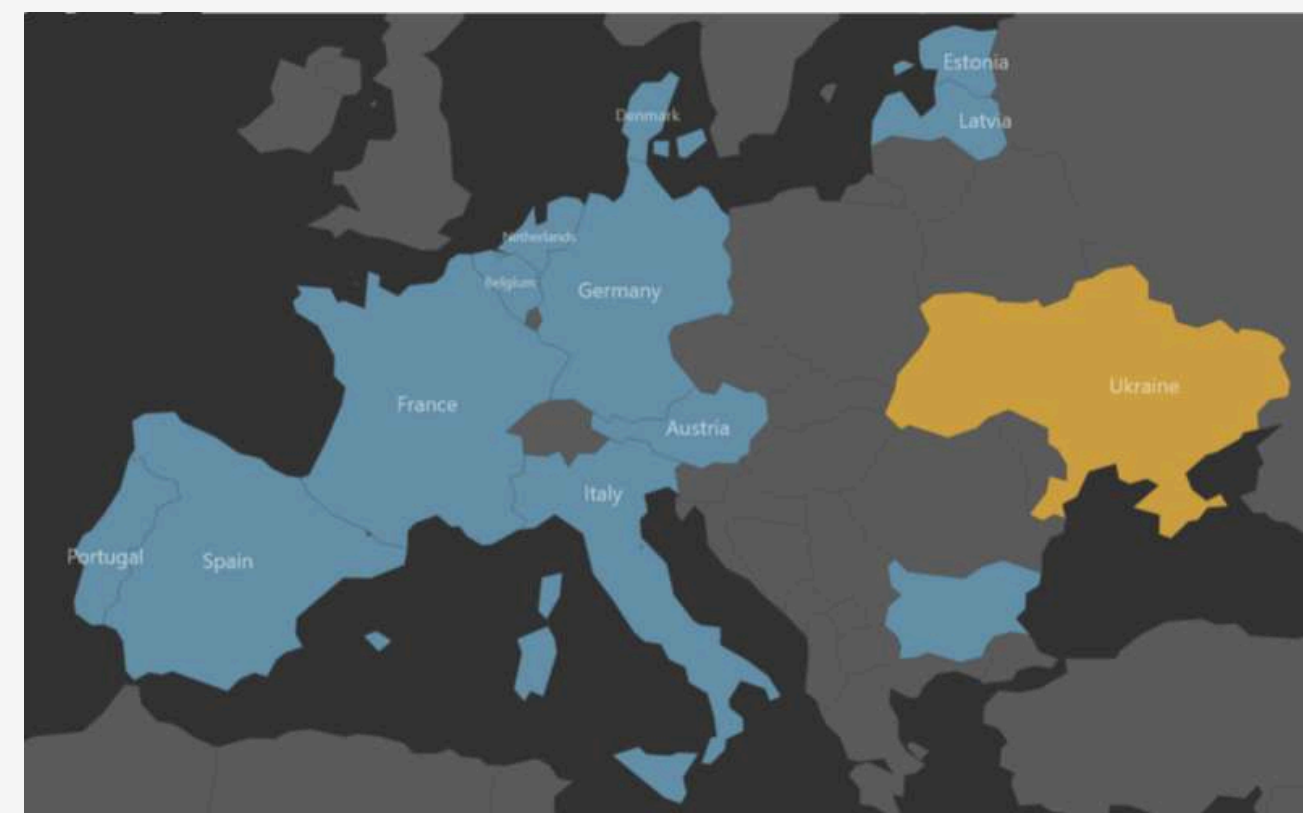 Estonia
Denmark
Latvia
Netherlands
Belgium
Germany
Ukraine
France
Austria
Italy
Portugal
Spain